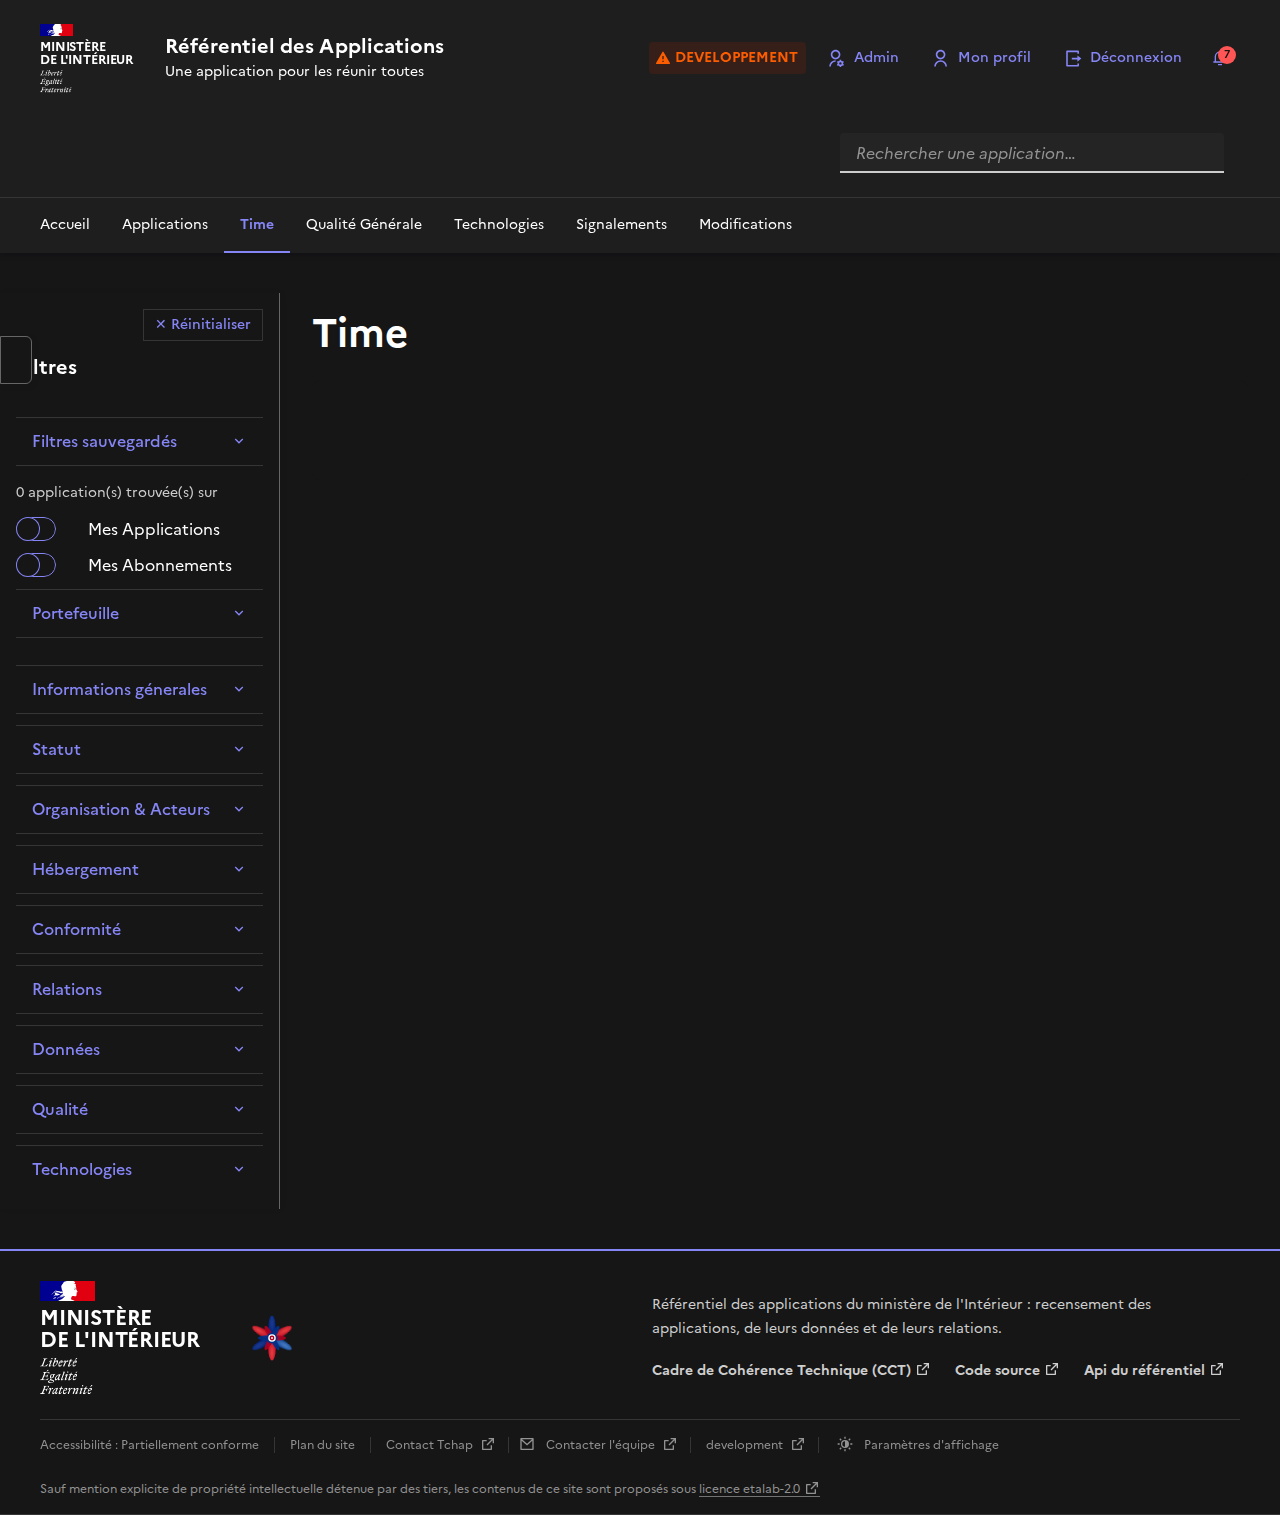 MINISTÈRE
DE L'INTÉRIEUR
Liberté
Égalité
Fraternité
Référentiel des Applications
Une application pour les réunir toutes
DEVELOPPEMENT
Admin
Mon profil
Déconnexion
7
Rechercher une application...
Accueil
Applications
Time
Qualité Générale
Technologies
Signalements
Modifications
Réinitialiser
ltres
Filtres sauvegardés
0 application(s) trouvée(s) sur
Mes Applications
Mes Abonnements
Portefeuille
Informations génerales
Statut
Organisation & Acteurs
Hébergement
Conformité
Relations
Données
Qualité
Technologies
Time
MINISTÈRE
DE L'INTÉRIEUR
Liberté
Égalité
Fraternité
Référentiel des applications du ministère de l'Intérieur : recensement des
applications, de leurs données et de leurs relations.
Cadre de Cohérence Technique (CCT)
Code source
Api du référentiel
Accessibilité : Partiellement conforme
Plan du site
Contact Tchap
Contacter l'équipe
development
Paramètres d'affichage
Sauf mention explicite de propriété intellectuelle détenue par des tiers, les contenus de ce site sont proposés sous licence etalab-2.0